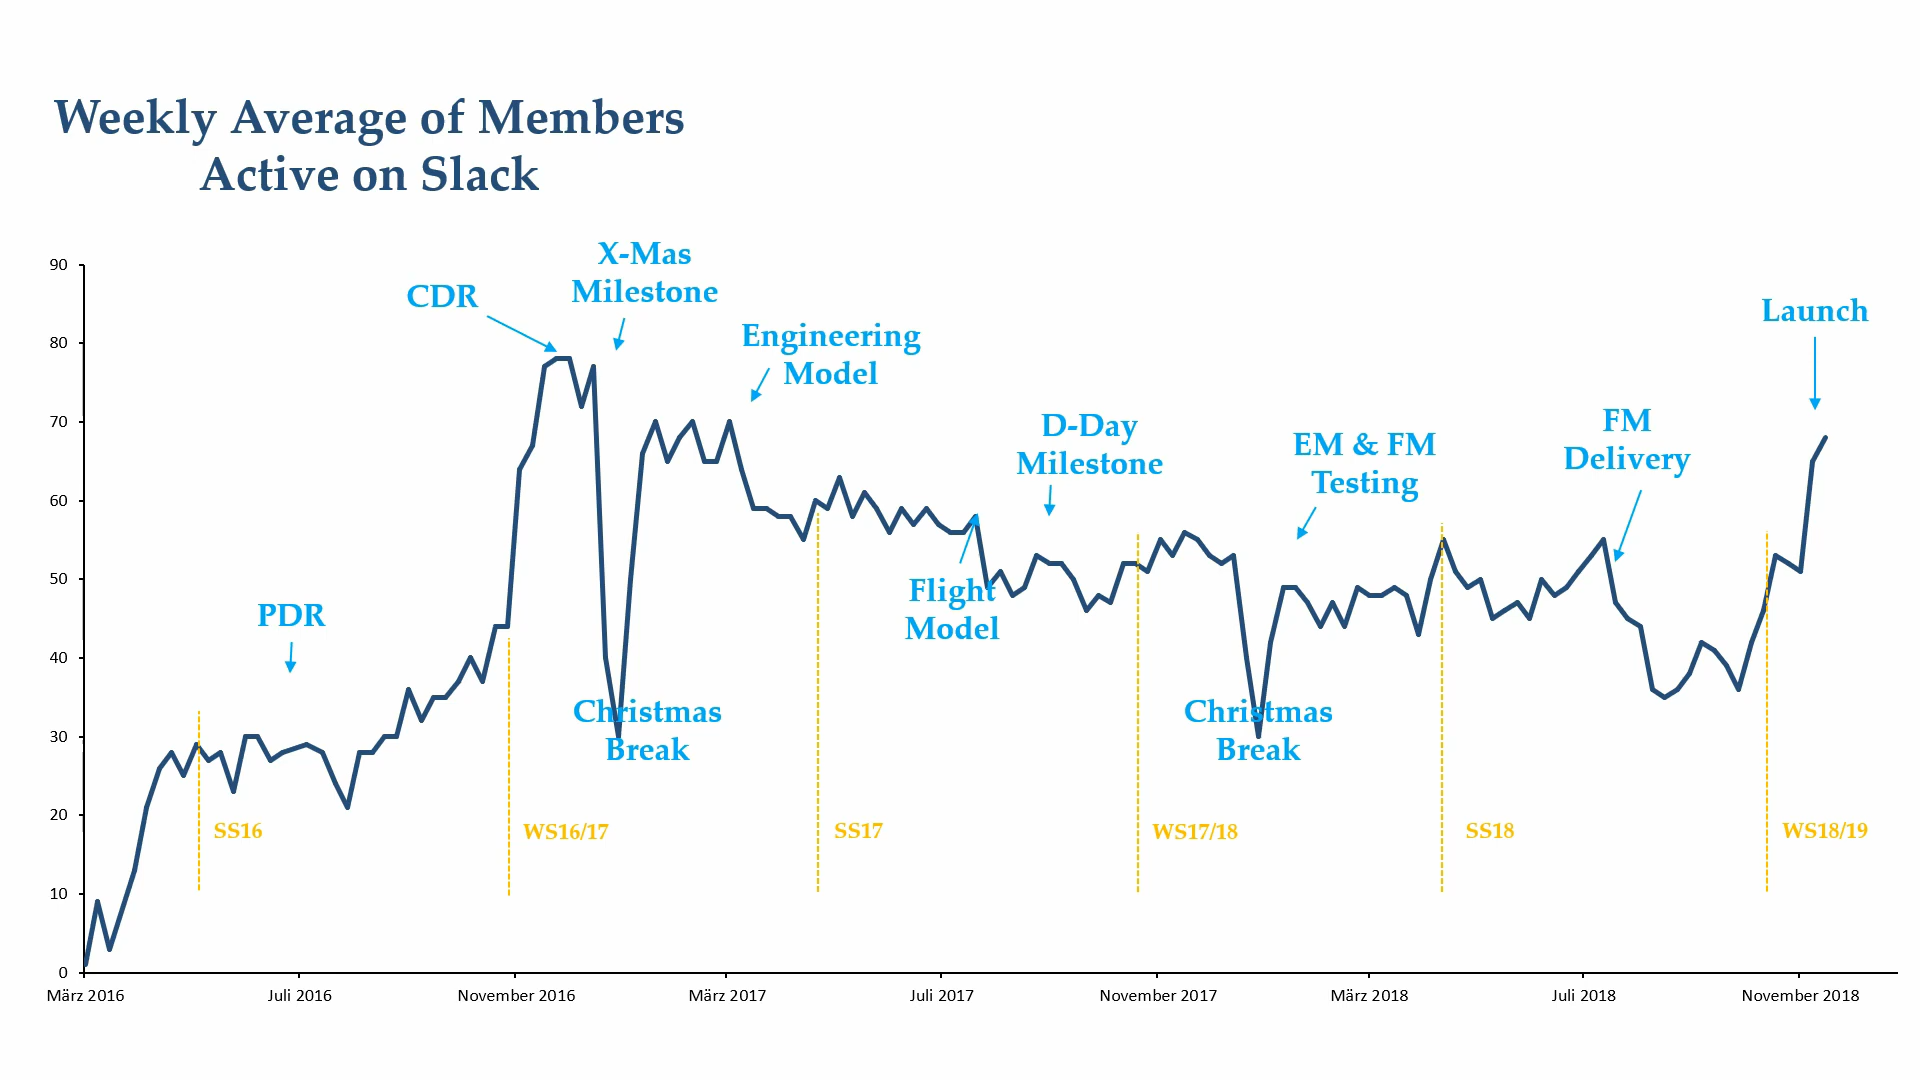 Weekly Average of Members
Active on Slack
X-Mas
Milestone
CDR
Engineering
Model
Launch
D-Day
Milestone
EM & FM
Testing
FM
Delivery
Flight
Model
PDR
Christmas
Break
Christmas
Break
SS16
WS16/17
SS17
WS17/18
SS18
WS18/19
90
80
70
60
50
40
30
20
10
0
März 2016
Juli 2016
November 2016
März 2017
Juli 2017
November 2017
März 2018
Juli 2018
November 2018